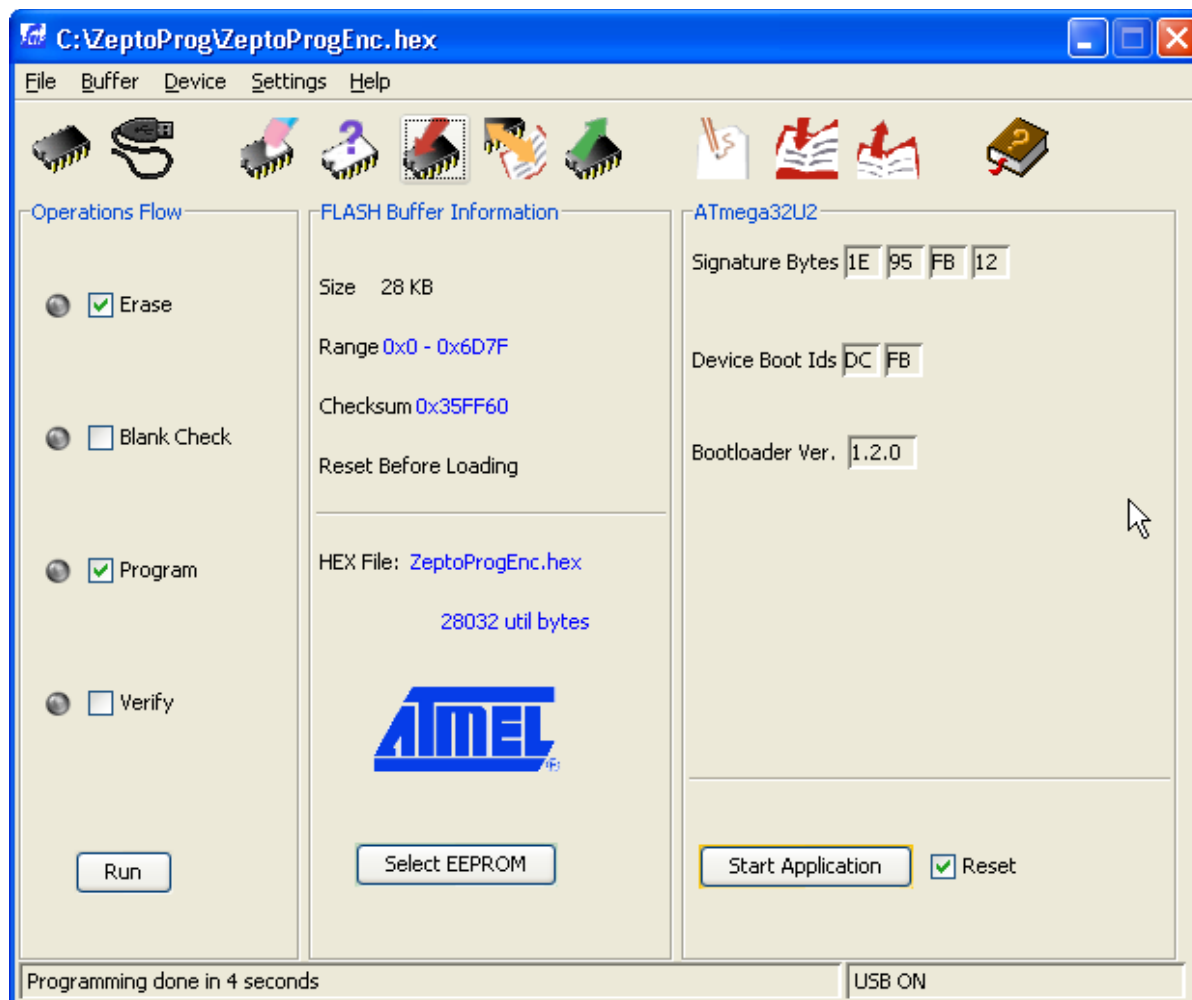 C:\ZeptoProg\ZeptoProgEnc.hex
File Buffer Device Settings Help
Operations Flow
Erase
Blank Check
Program
Verify
Run
FLASH Buffer Information
Size 28 KB
Range 0x0 - 0x6D7F
Checksum 0x35FF60
Reset Before Loading
HEX File: ZeptoProgEnc.hex
28032 util bytes
ATMEL
®
Select EEPROM
ATmega32U2
Signature Bytes 1E 95 FB 12
Device Boot Ids DC FB
Bootloader Ver. 1.2.0
Start Application Reset
Programming done in 4 seconds USB ON